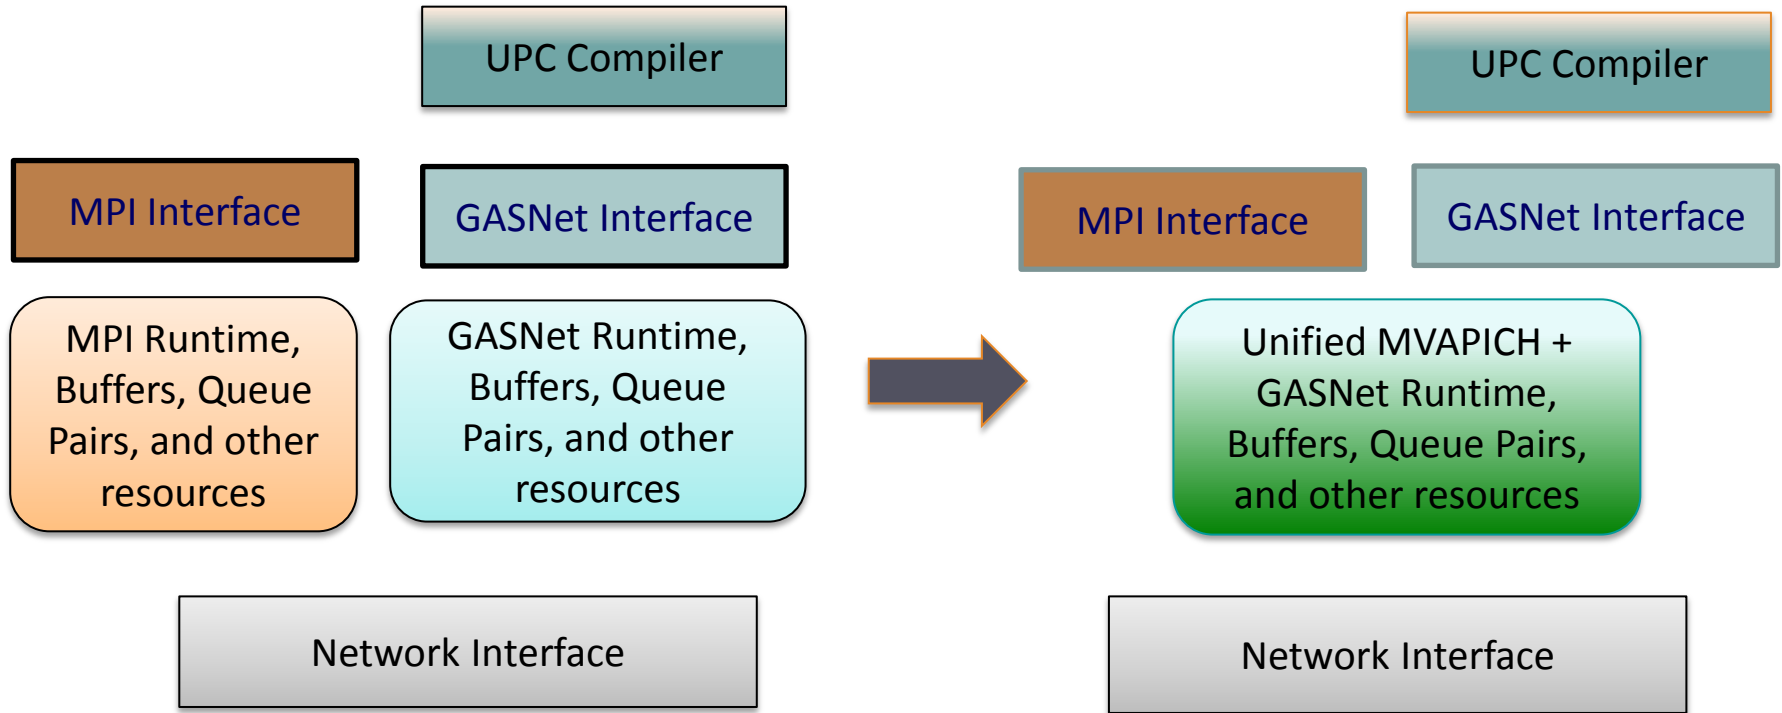 UPC Compiler
MPI Interface
GASNet Interface
MPI Runtime,
Buffers, Queue
Pairs, and other
resources
GASNet Runtime,
Buffers, Queue
Pairs, and other
resources
Network Interface
UPC Compiler
MPI Interface
GASNet Interface
Unified MVAPICH +
GASNet Runtime,
Buffers, Queue Pairs,
and other resources
Network Interface